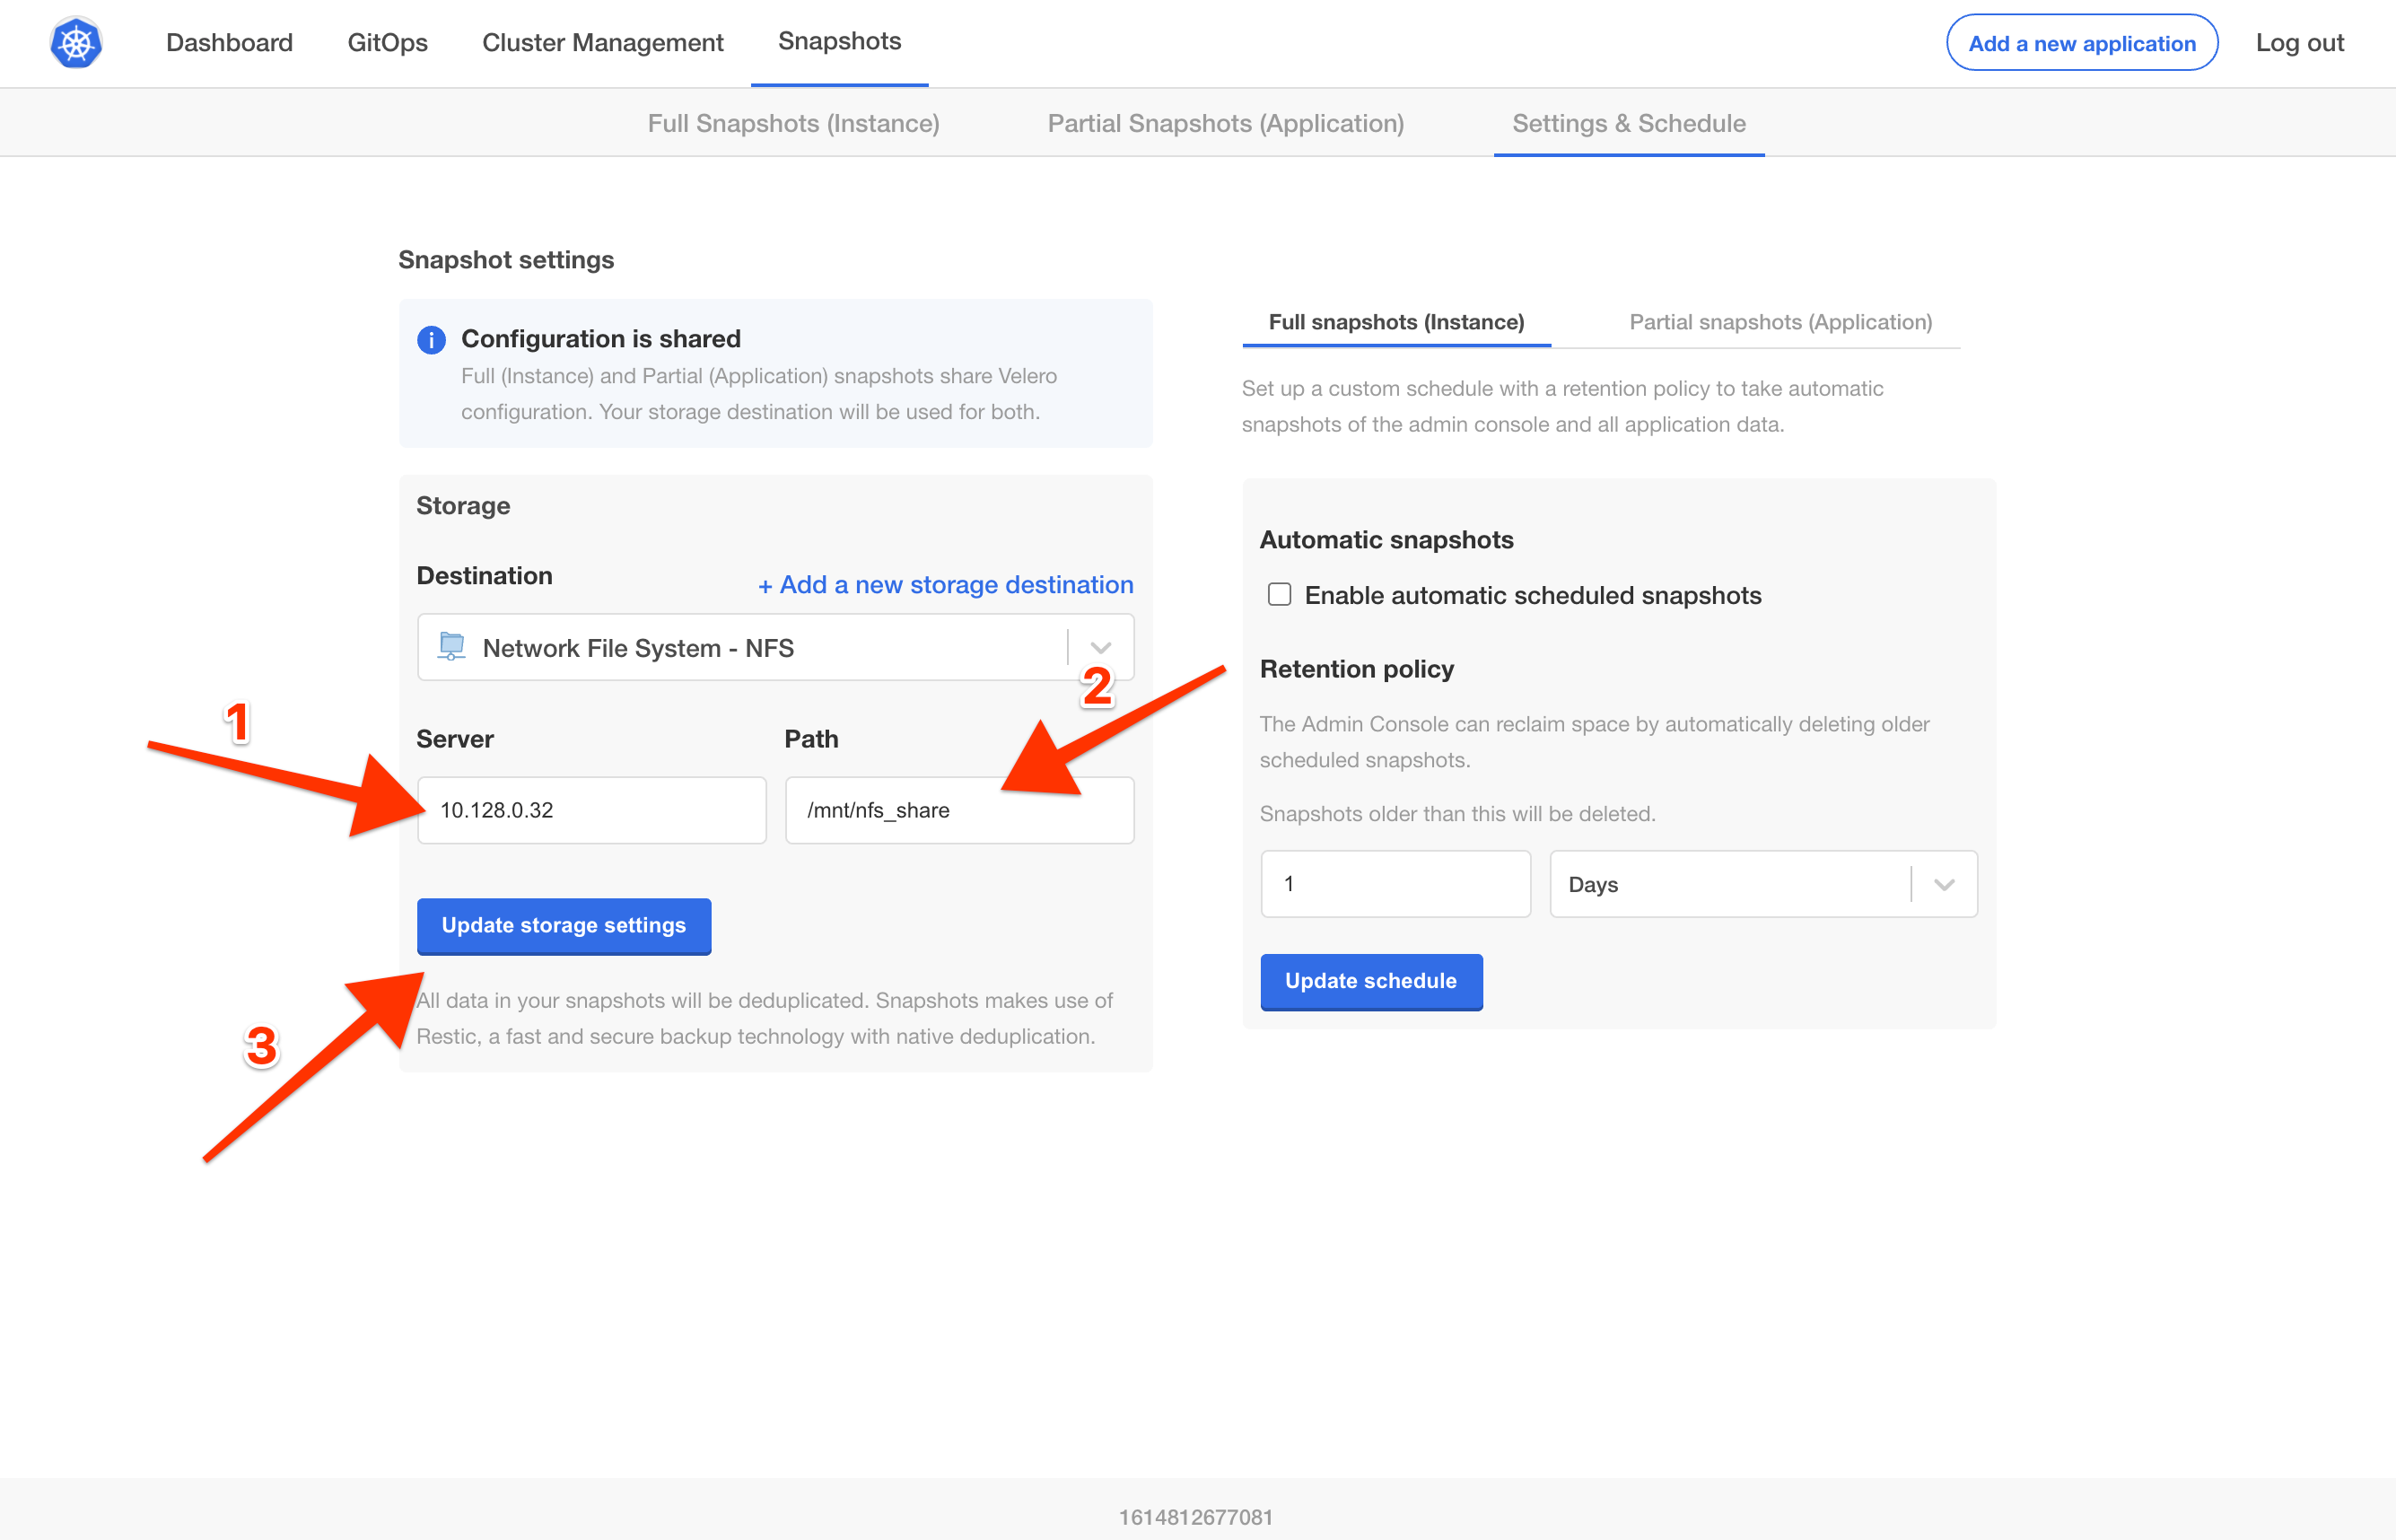 Dashboard
GitOps
Cluster Management
Snapshots
Add a new application
Log out
Full Snapshots (Instance)
Partial Snapshots (Application)
Settings & Schedule
Snapshot settings
Configuration is shared
Full (Instance) and Partial (Application) snapshots share Velero
configuration. Your storage destination will be used for both.
Storage
Destination
+ Add a new storage destination
Network File System - NFS
1
2
Server
Path
10.128.0.32
/mnt/nfs_share
Update storage settings
3
All data in your snapshots will be deduplicated. Snapshots makes use of
Restic, a fast and secure backup technology with native deduplication.
Full snapshots (Instance)
Partial snapshots (Application)
Set up a custom schedule with a retention policy to take automatic
snapshots of the admin console and all application data.
Automatic snapshots
Enable automatic scheduled snapshots
Retention policy
The Admin Console can reclaim space by automatically deleting older
scheduled snapshots.
Snapshots older than this will be deleted.
1
Days
Update schedule
1614812677081